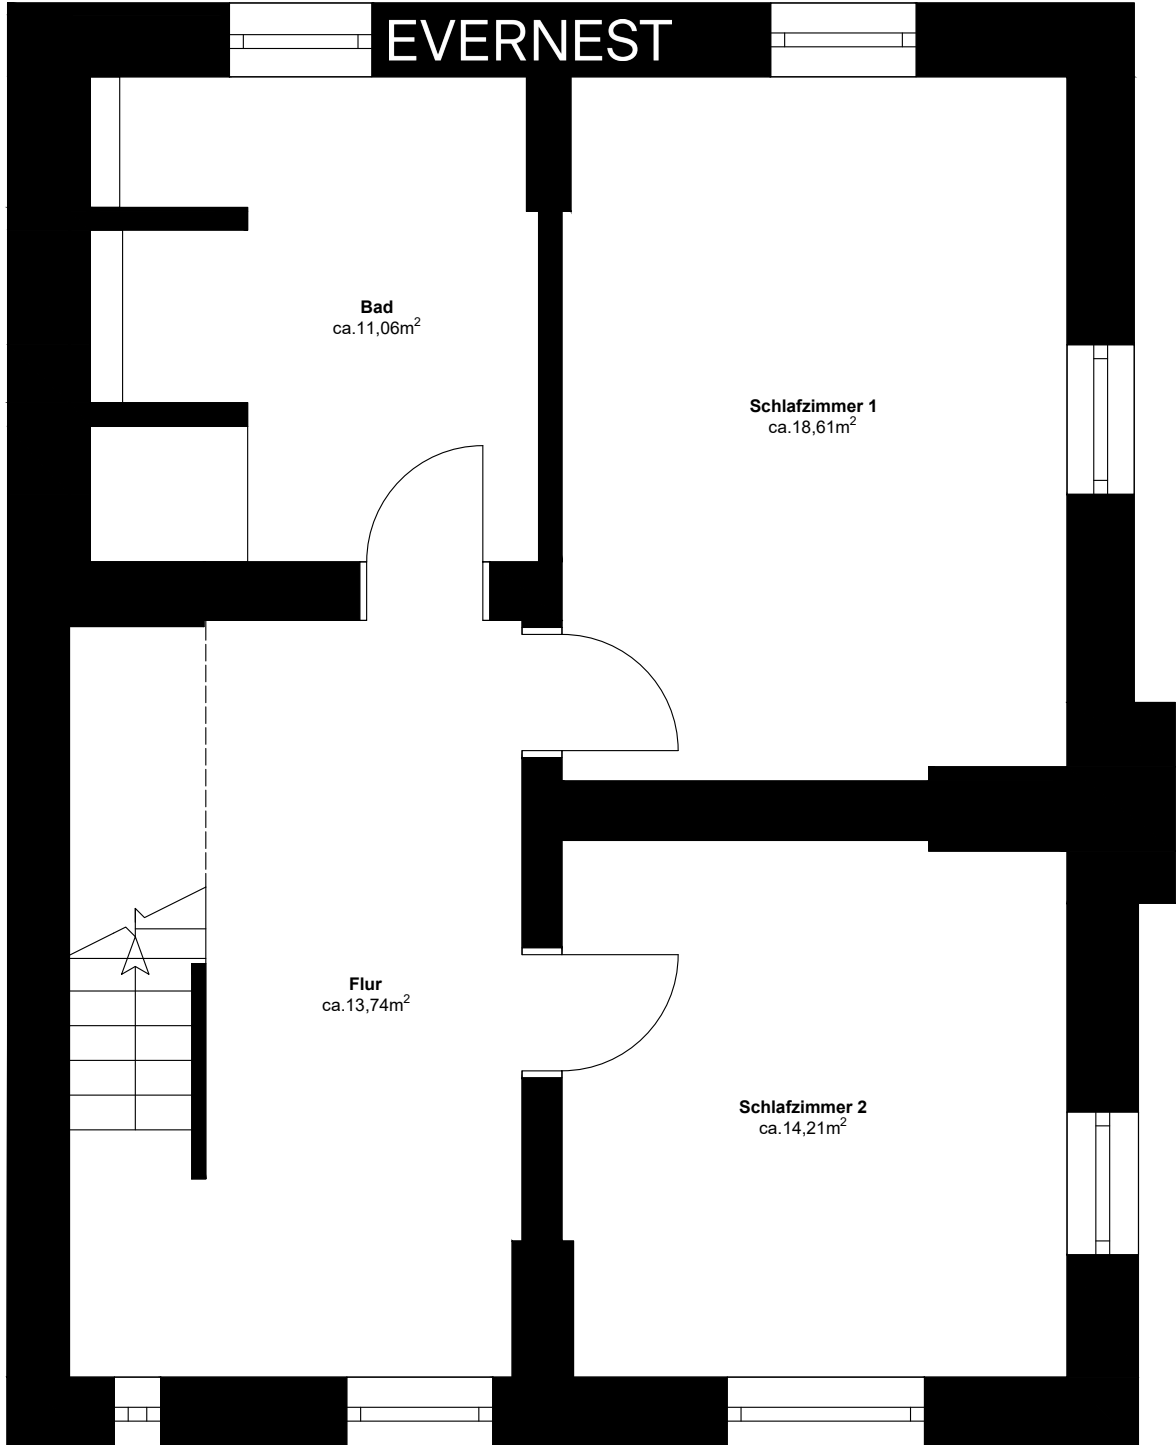 EVERNEST
Bad
ca.11,06m²
Schlafzimmer 1
ca.18,61m²
Flur
ca.13,74m²
Schlafzimmer 2
ca.14,21m²